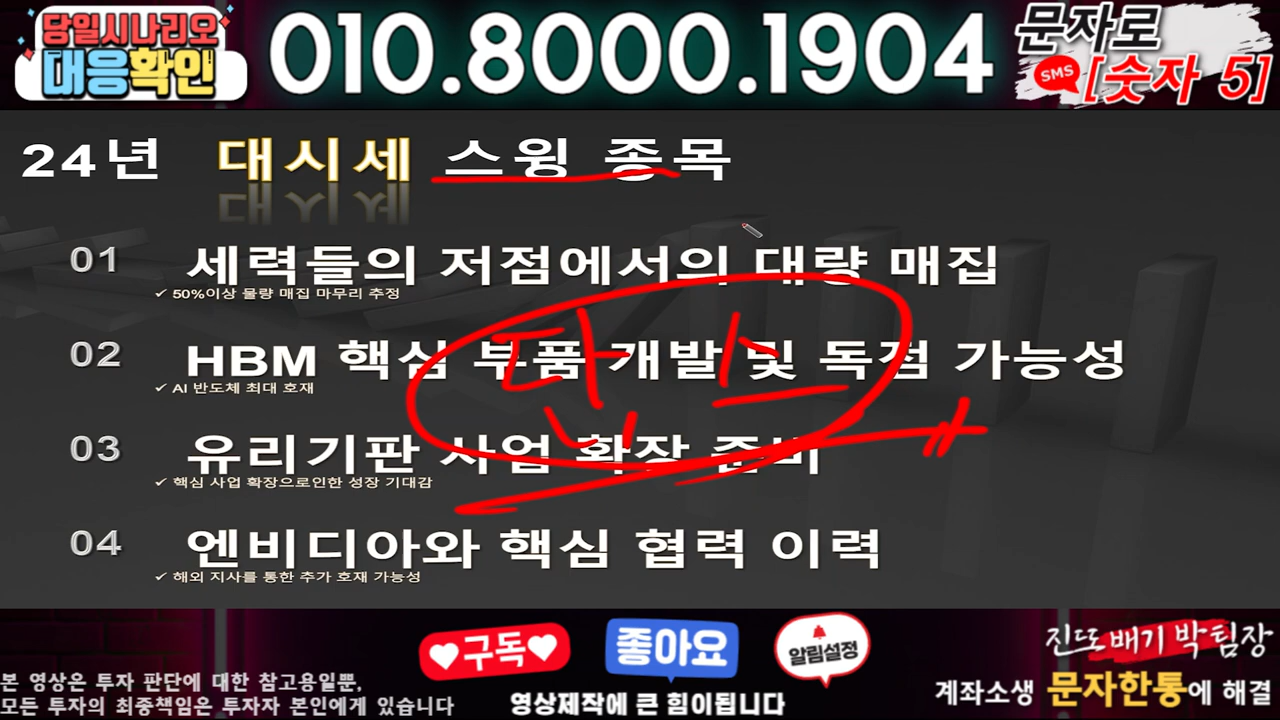 당일시나리오
대응확인
010.8000.1904
문자로
SMS
[숫자 5]
24년 대시세 스윙 종목
01 세력들의 저점에서의 대량 매집
✓ 50%이상 물량 매집 마무리 추정
02 HBM 핵심 부품 개발 및 독점 가능성
✓ AI 반도체 최대 호재
03 유리기판 사업 확장 준비
✓ 핵심 사업 확장으로인한 성장 기대감
04 엔비디아와 핵심 협력 이력
✓ 해외 지사를 통한 추가 호재 가능성
구독
좋아요
알림설정
영상제작에 큰 힘이됩니다
본 영상은 투자 판단에 대한 참고용일뿐,
모든 투자의 최종책임은 투자자 본인에게 있습니다
진또배기 박팀장
계좌소생 문자한통에 해결